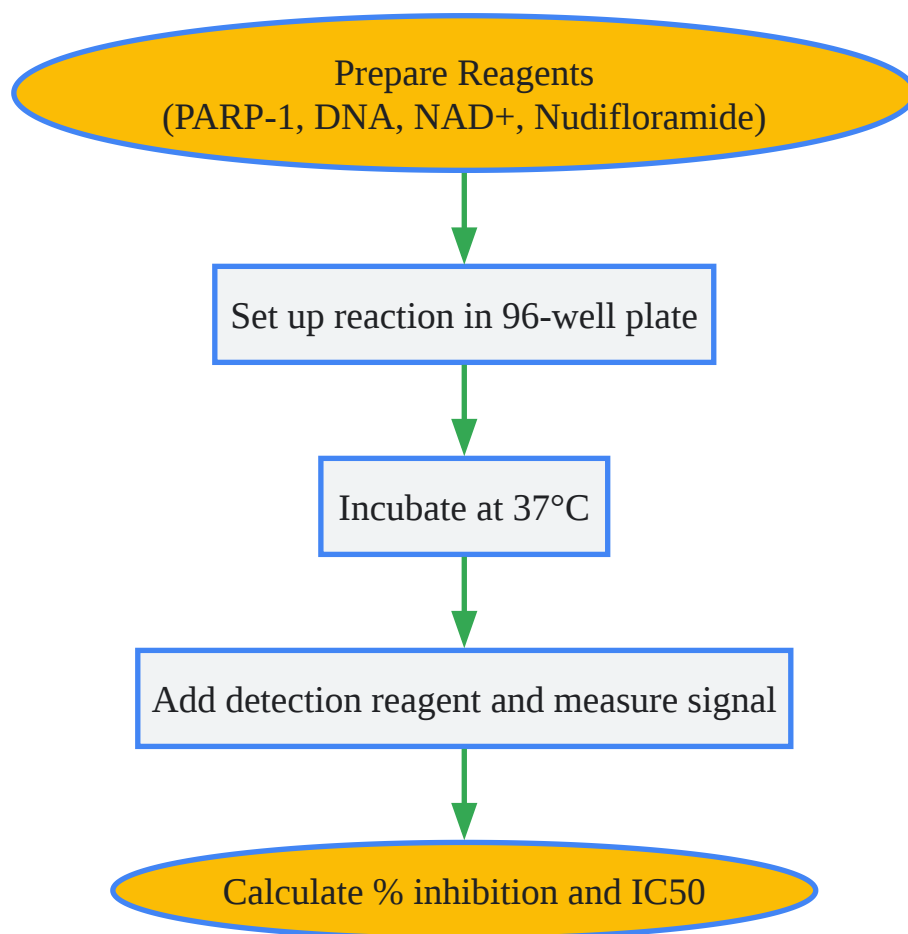 Prepare Reagents
(PARP-1, DNA, NAD+, Nudifloramide)
Set up reaction in 96-well plate
Incubate at 37°C
Add detection reagent and measure signal
Calculate % inhibition and IC50